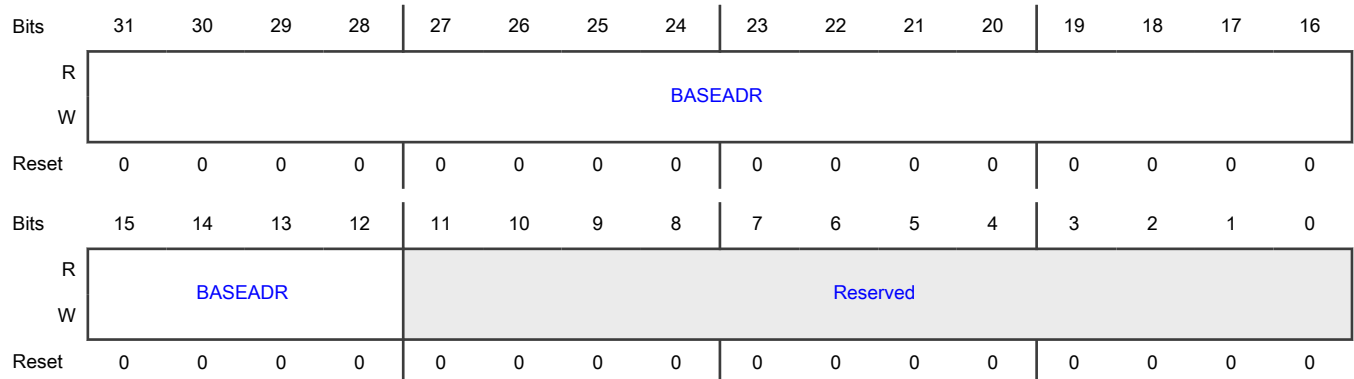 Bits 31 30 29 28 27 26 25 24 23 22 21 20 19 18 17 16
R
BASEADR
W
Reset 0 0 0 0 0 0 0 0 0 0 0 0 0 0 0 0
Bits 15 14 13 12 11 10 9 8 7 6 5 4 3 2 1 0
R
BASEADR Reserved
W
Reset 0 0 0 0 0 0 0 0 0 0 0 0 0 0 0 0